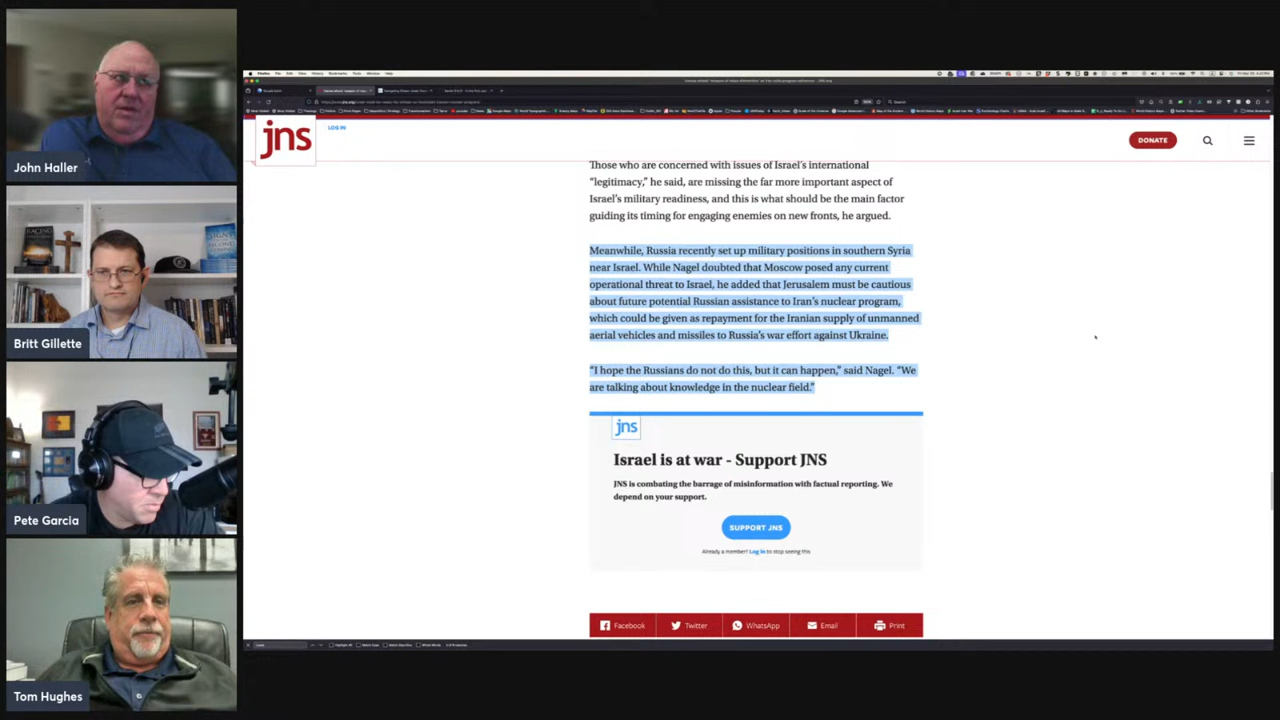 John Haller
Britt Gillette
Pete Garcia
Tom Hughes
jns
LOG IN
DONATE
Those who are concerned with issues of Israel's international
“legitimacy,” he said, are missing the far more important aspect of
Israel's military readiness, and this is what should be the main factor
guiding its timing for engaging enemies on new fronts, he argued.
Meanwhile, Russia recently set up military positions in southern Syria
near Israel. While Nagel doubted that Moscow posed any current
operational threat to Israel, he added that Jerusalem must be cautious
about future potential Russian assistance to Iran's nuclear program,
which could be given as repayment for the Iranian supply of unmanned
aerial vehicles and missiles to Russia's war effort against Ukraine.
“I hope the Russians do not do this, but it can happen,” said Nagel. “We
are talking about knowledge in the nuclear field.”
jns
Israel is at war - Support JNS
JNS is combating the barrage of misinformation with factual reporting. We
depend on your support.
SUPPORT JNS
Already a member? Log in to stop seeing this
Facebook
Twitter
WhatsApp
Email
Print